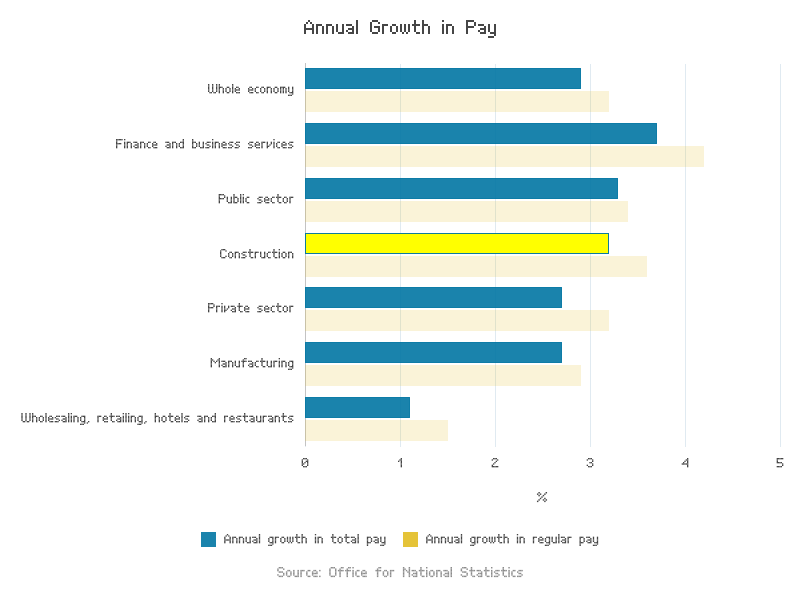 Annual Growth in Pay
Whole economy
Finance and business services
Public sector
Construction
Private sector
Manufacturing
Wholesaling, retailing, hotels and restaurants
0 1 2 3 4 5
%
Annual growth in total pay Annual growth in regular pay
Source: Office for National Statistics